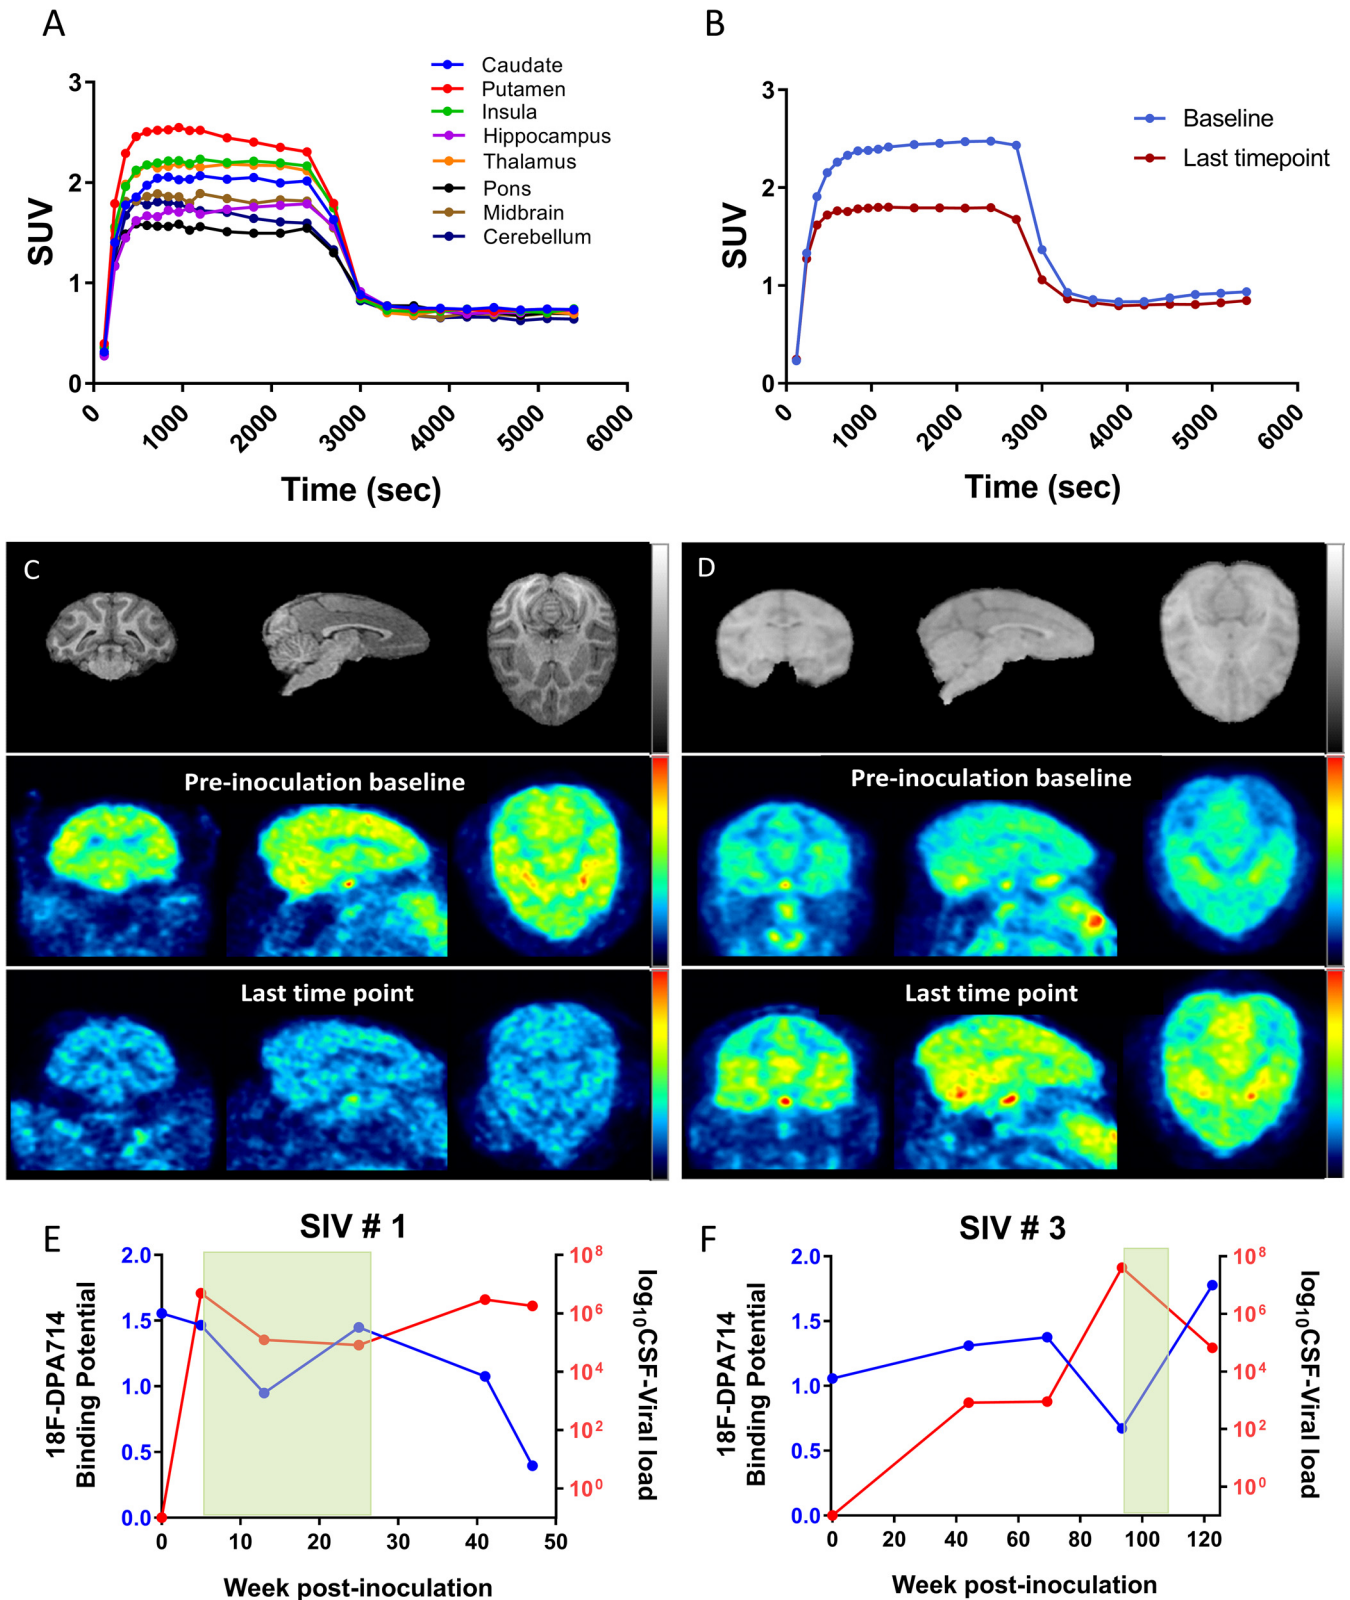 A
3
2
1
0
SUV
0
1000
2000
3000
4000
5000
6000
Time (sec)
Caudate
Putamen
Insula
Hippocampus
Thalamus
Pons
Midbrain
Cerebellum
B
3
2
1
0
SUV
0
1000
2000
3000
4000
5000
6000
Time (sec)
Baseline
Last timepoint
C
Pre-inoculation baseline
Last time point
D
Pre-inoculation baseline
Last time point
E
SIV # 1
2.0
1.5
1.0
0.5
0.0
18F-DPA714
Binding Potential
10⁸
10⁶
10⁴
10²
10⁰
log₁₀CSF-Viral load
0
10
20
30
40
50
Week post-inoculation
F
SIV # 3
2.0
1.5
1.0
0.5
0.0
18F-DPA714
Binding Potential
10⁸
10⁶
10⁴
10²
10⁰
log₁₀CSF-Viral load
0
20
40
60
80
100
120
Week post-inoculation